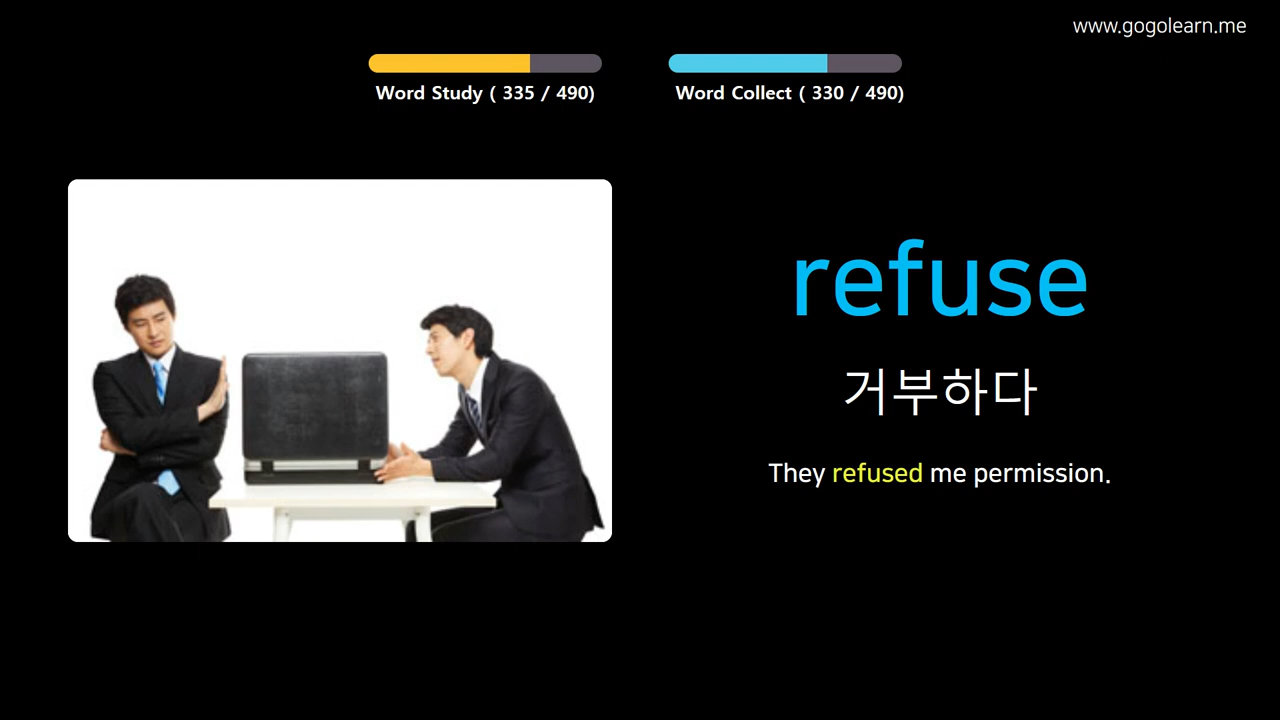 www.gogolearn.me
Word Study ( 335 / 490)
Word Collect ( 330 / 490)
refuse
거부하다
They refused me permission.